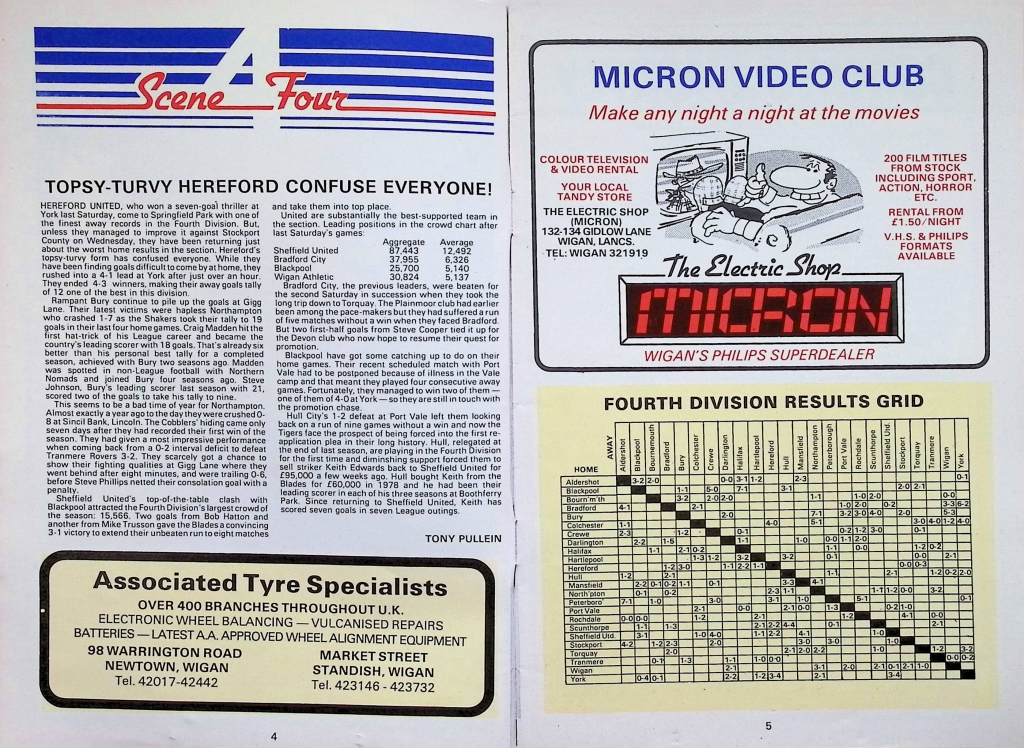 Scene 4 Four
TOPSY-TURVY HEREFORD CONFUSE EVERYONE!
HEREFORD UNITED, who won a seven-goal thriller at
York last Saturday, come to Springfield Park with one of
the finest away records in the Fourth Division. But,
unless they managed to improve it against Stockport
County on Wednesday, they have been returning just
about the worst home results in the section. Hereford's
topsy-turvy form has confused everyone. While they
have been finding goals difficult to come by at home, they
rushed into a 4-1 lead at York after just over an hour.
They ended 4-3 winners, making their away goals tally
of 12 one of the best in this division.
Rampant Bury continue to pile up the goals at Gigg
Lane. Their latest victims were hapless Northampton
who crashed 1-7 as the Shakers took their tally to 19
goals in their last four home games. Craig Madden hit the
first hat-trick of his League career and became the
country's leading scorer with 18 goals. That's already six
better than his personal best tally for a completed
season, achieved with Bury two seasons ago. Madden
was spotted in non-League football with Northern
Nomads and joined Bury four seasons ago. Steve
Johnson, Bury's leading scorer last season with 21,
scored two of the goals to take his tally to nine.
This seems to be a bad time of year for Northampton.
Almost exactly a year ago to the day they were crushed 0-
8 at Sincil Bank, Lincoln. The Cobblers' hiding came only
seven days after they had recorded their first win of the
season. They had given a most impressive performance
when coming back from a 0-2 interval deficit to defeat
Tranmere Rovers 3-2. They scarcely got a chance to
show their fighting qualities at Gigg Lane where they
went behind after eight minutes, and were trailing 0-6,
before Steve Phillips netted their consolation goal with a
penalty.
Sheffield United's top-of-the-table clash with
Blackpool attracted the Fourth Division's largest crowd of
the season: 15,566. Two goals from Bob Hatton and
another from Mike Trusson gave the Blades a convincing
3-1 victory to extend their unbeaten run to eight matches
and take them into top place.
United are substantially the best-supported team in
the section. Leading positions in the crowd chart after
last Saturday's games:
Aggregate Average
Sheffield United 87,443 12,492
Bradford City 37,955 6,326
Blackpool 25,700 5,140
Wigan Athletic 30,824 5,137
Bradford City, the previous leaders, were beaten for
the second Saturday in succession when they took the
long trip down to Torquay. The Plainmoor club had earlier
been among the pace-makers but they had suffered a run
of five matches without a win when they faced Bradford.
But two first-half goals from Steve Cooper tied it up for
the Devon club who now hope to resume their quest for
promotion.
Blackpool have got some catching up to do on their
home games. Their recent scheduled match with Port
Vale had to be postponed because of illness in the Vale
camp and that meant they played four consecutive away
games. Fortunately, they managed to win two of them —
one of them 4-0 at York — so they are still in touch with
the promotion chase.
Hull City's 1-2 defeat at Port Vale left them looking
back on a run of nine games without a win and now the
Tigers face the prospect of being forced into the first re-
application plea in their long history. Hull, relegated at
the end of last season, are playing in the Fourth Division
for the first time and diminishing support forced them to
sell striker Keith Edwards back to Sheffield United for
£95,000 a few weeks ago. Hull bought Keith from the
Blades for £60,000 in 1978 and he had been their
leading scorer in each of his three seasons at Boothferry
Park. Since returning to Sheffield United, Keith has
scored seven goals in seven League outings.
TONY PULLEIN
Associated Tyre Specialists
OVER 400 BRANCHES THROUGHOUT U.K.
ELECTRONIC WHEEL BALANCING — VULCANISED REPAIRS
BATTERIES — LATEST A.A. APPROVED WHEEL ALIGNMENT EQUIPMENT
98 WARRINGTON ROAD
NEWTOWN, WIGAN
Tel. 42017-42442
MARKET STREET
STANDISH, WIGAN
Tel. 423146 - 423732
4
MICRON VIDEO CLUB
Make any night a night at the movies
COLOUR TELEVISION
& VIDEO RENTAL
YOUR LOCAL
TANDY STORE
THE ELECTRIC SHOP
(MICRON)
132-134 GIDLOW LANE
WIGAN, LANCS.
TEL: WIGAN 321919
200 FILM TITLES
FROM STOCK
INCLUDING SPORT,
ACTION, HORROR
ETC.
RENTAL FROM
£1.50/NIGHT
V.H.S. & PHILIPS
FORMATS
AVAILABLE
The Electric Shop
MICRON
WIGAN'S PHILIPS SUPERDEALER
FOURTH DIVISION RESULTS GRID
AWAY
Aldershot
Blackpool
Bournemouth
Bradford
Bury
Colchester
Crewe
Darlington
Halifax
Hartlepool
Hereford
Hull
Mansfield
Northampton
Peterborough
Port Vale
Rochdale
Scunthorpe
Sheffield Utd.
Stockport
Torquay
Tranmere
Wigan
York
HOME
Aldershot
Blackpool
Bourn'm'th
Bradford
Bury
Colchester
Crewe
Darlington
Halifax
Hartlepool
Hereford
Hull
Mansfield
North'pton
Peterboro'
Port Vale
Rochdale
Scunthorpe
Sheffield Utd.
Stockport
Torquay
Tranmere
Wigan
York
5